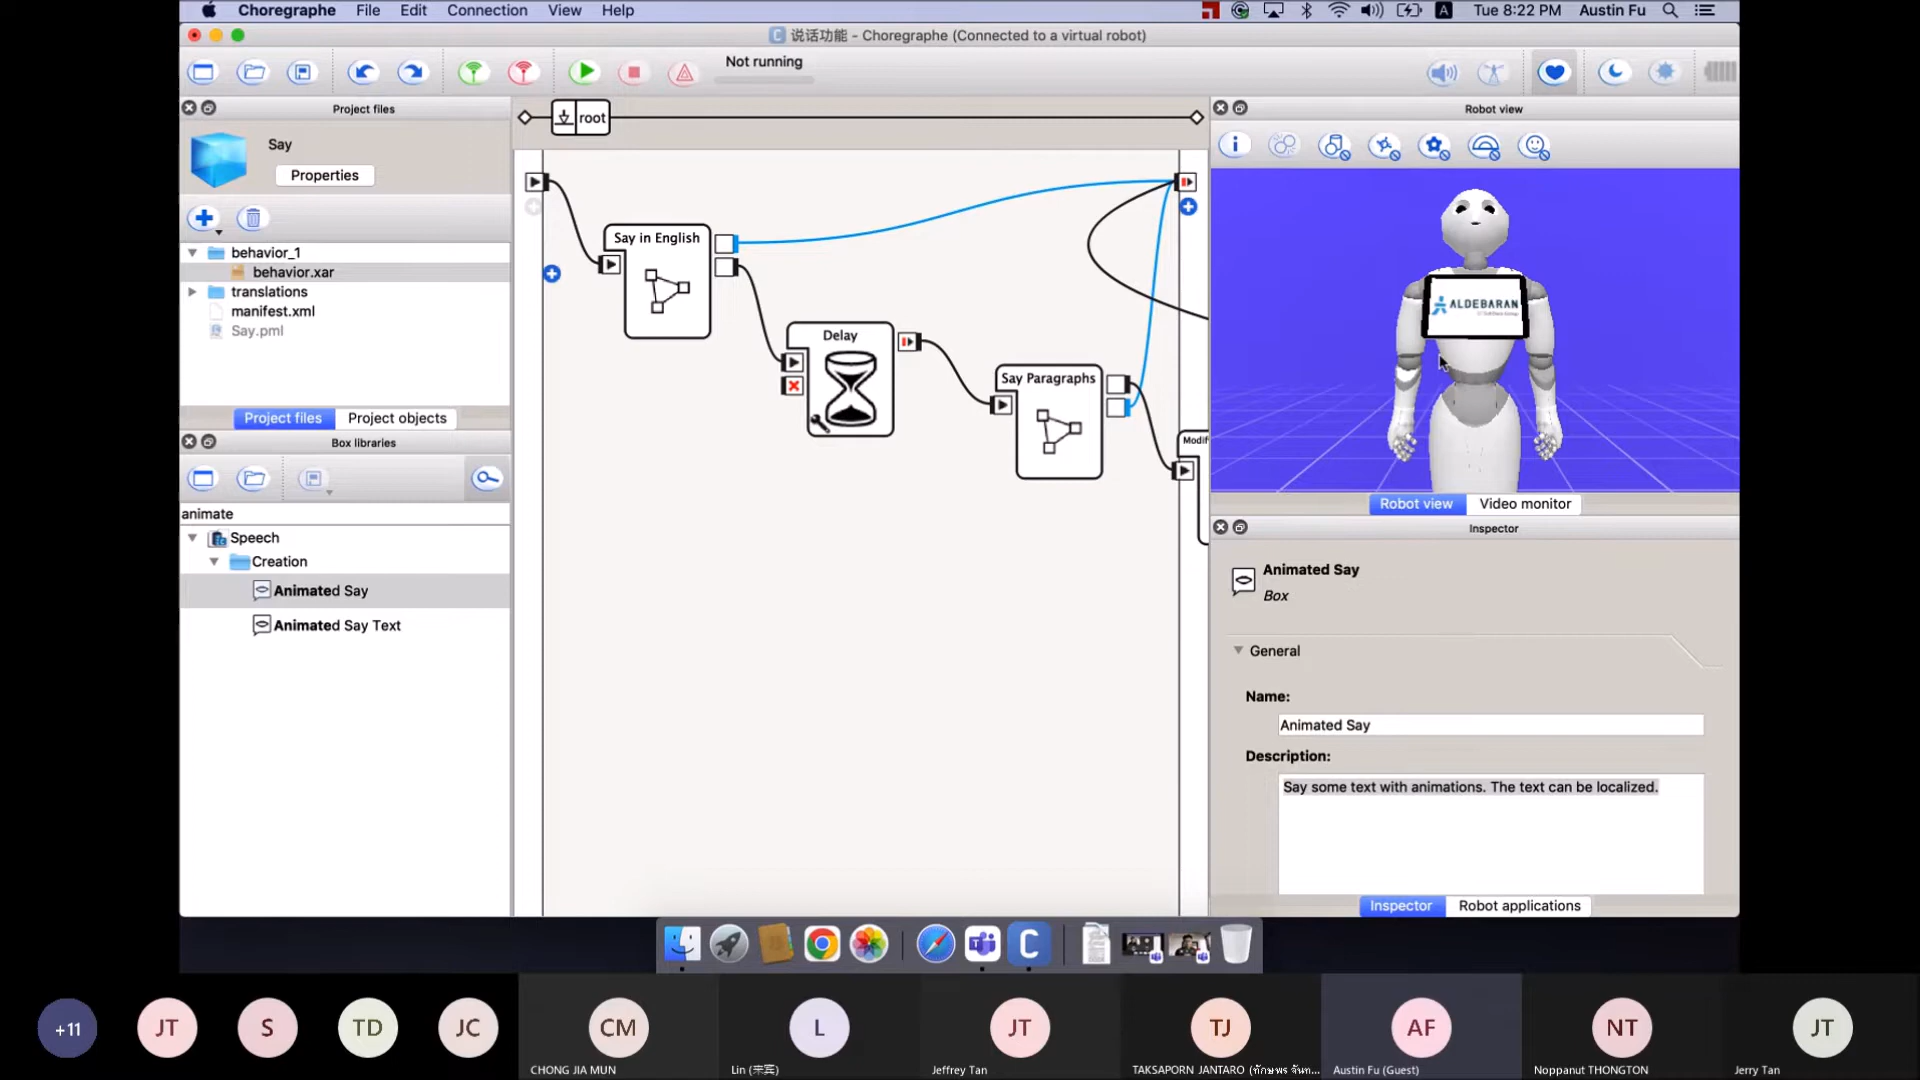 Choregraphe File Edit Connection View Help
A Tue 8:22 PM Austin Fu
说话功能 - Choregraphe (Connected to a virtual robot)
Not running
Project files
Say
Properties
behavior_1
behavior.xar
translations
manifest.xml
Say.pml
Project files Project objects
Box libraries
animate
Speech
Creation
Animated Say
Animated Say Text
root
Say in English
Delay
Say Paragraphs
Modif
Robot view
ALDEBARAN
Robot view Video monitor
Inspector
Animated Say
Box
General
Name:
Animated Say
Description:
Say some text with animations. The text can be localized.
Inspector Robot applications
C
+11 JT S TD JC CM L JT TJ AF NT JT
CHONG JIA MUN
Jeffrey Tan
Austin Fu (Guest)
Noppanut THONGTON
Jerry Tan